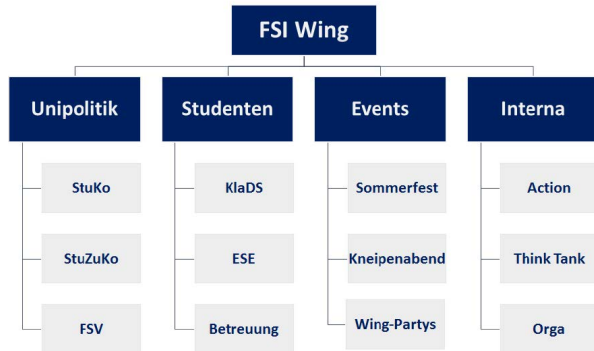 FSI Wing
Unipolitik
Studenten
Events
Interna
StuKo
KlaDS
Sommerfest
Action
StuZuKo
ESE
Kneipenabend
Think Tank
FSV
Betreuung
Wing-Partys
Orga